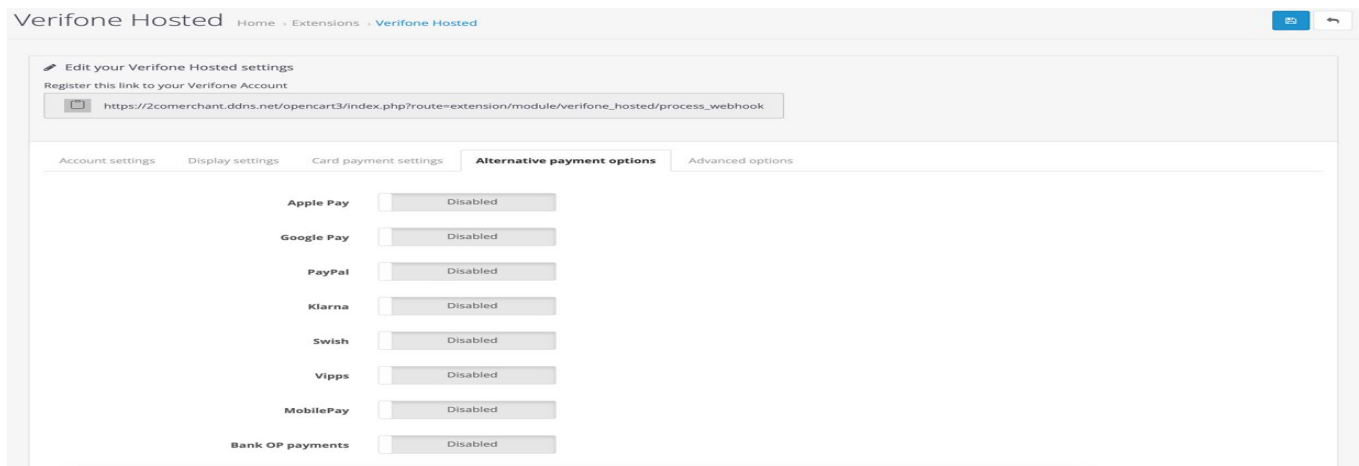 Verifone Hosted Home › Extensions › Verifone Hosted
Edit your Verifone Hosted settings
Register this link to your Verifone Account
https://2comerchant.ddns.net/opencart3/index.php?route=extension/module/verifone_hosted/process_webhook
Account settings Display settings Card payment settings Alternative payment options Advanced options
Apple Pay Disabled
Google Pay Disabled
PayPal Disabled
Klarna Disabled
Swish Disabled
Vipps Disabled
MobilePay Disabled
Bank OP payments Disabled